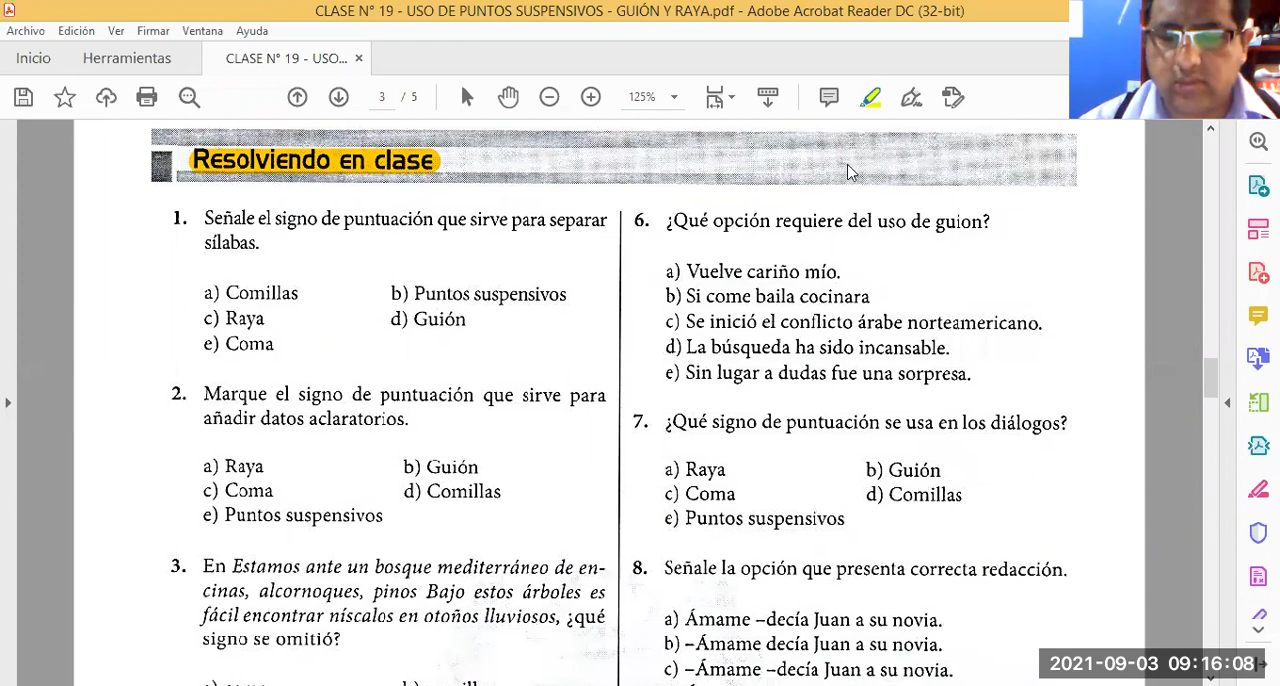 CLASE N° 19 - USO DE PUNTOS SUSPENSIVOS - GUIÓN Y RAYA.pdf - Adobe Acrobat Reader DC (32-bit)
Archivo Edición Ver Firmar Ventana Ayuda
Inicio Herramientas CLASE N° 19 - USO... ×
3 / 5 125%
Resolviendo en clase
1. Señale el signo de puntuación que sirve para separar
sílabas.
a) Comillas b) Puntos suspensivos
c) Raya d) Guión
e) Coma
2. Marque el signo de puntuación que sirve para
añadir datos aclaratorios.
a) Raya b) Guión
c) Coma d) Comillas
e) Puntos suspensivos
3. En Estamos ante un bosque mediterráneo de en-
cinas, alcornoques, pinos Bajo estos árboles es
fácil encontrar níscalos en otoños lluviosos, ¿qué
signo se omitió?
6. ¿Qué opción requiere del uso de guion?
a) Vuelve cariño mío.
b) Si come baila cocinara
c) Se inició el conflicto árabe norteamericano.
d) La búsqueda ha sido incansable.
e) Sin lugar a dudas fue una sorpresa.
7. ¿Qué signo de puntuación se usa en los diálogos?
a) Raya b) Guión
c) Coma d) Comillas
e) Puntos suspensivos
8. Señale la opción que presenta correcta redacción.
a) Ámame –decía Juan a su novia.
b) –Ámame decía Juan a su novia.
c) –Ámame –decía Juan a su novia.
2021-09-03 09:16:08